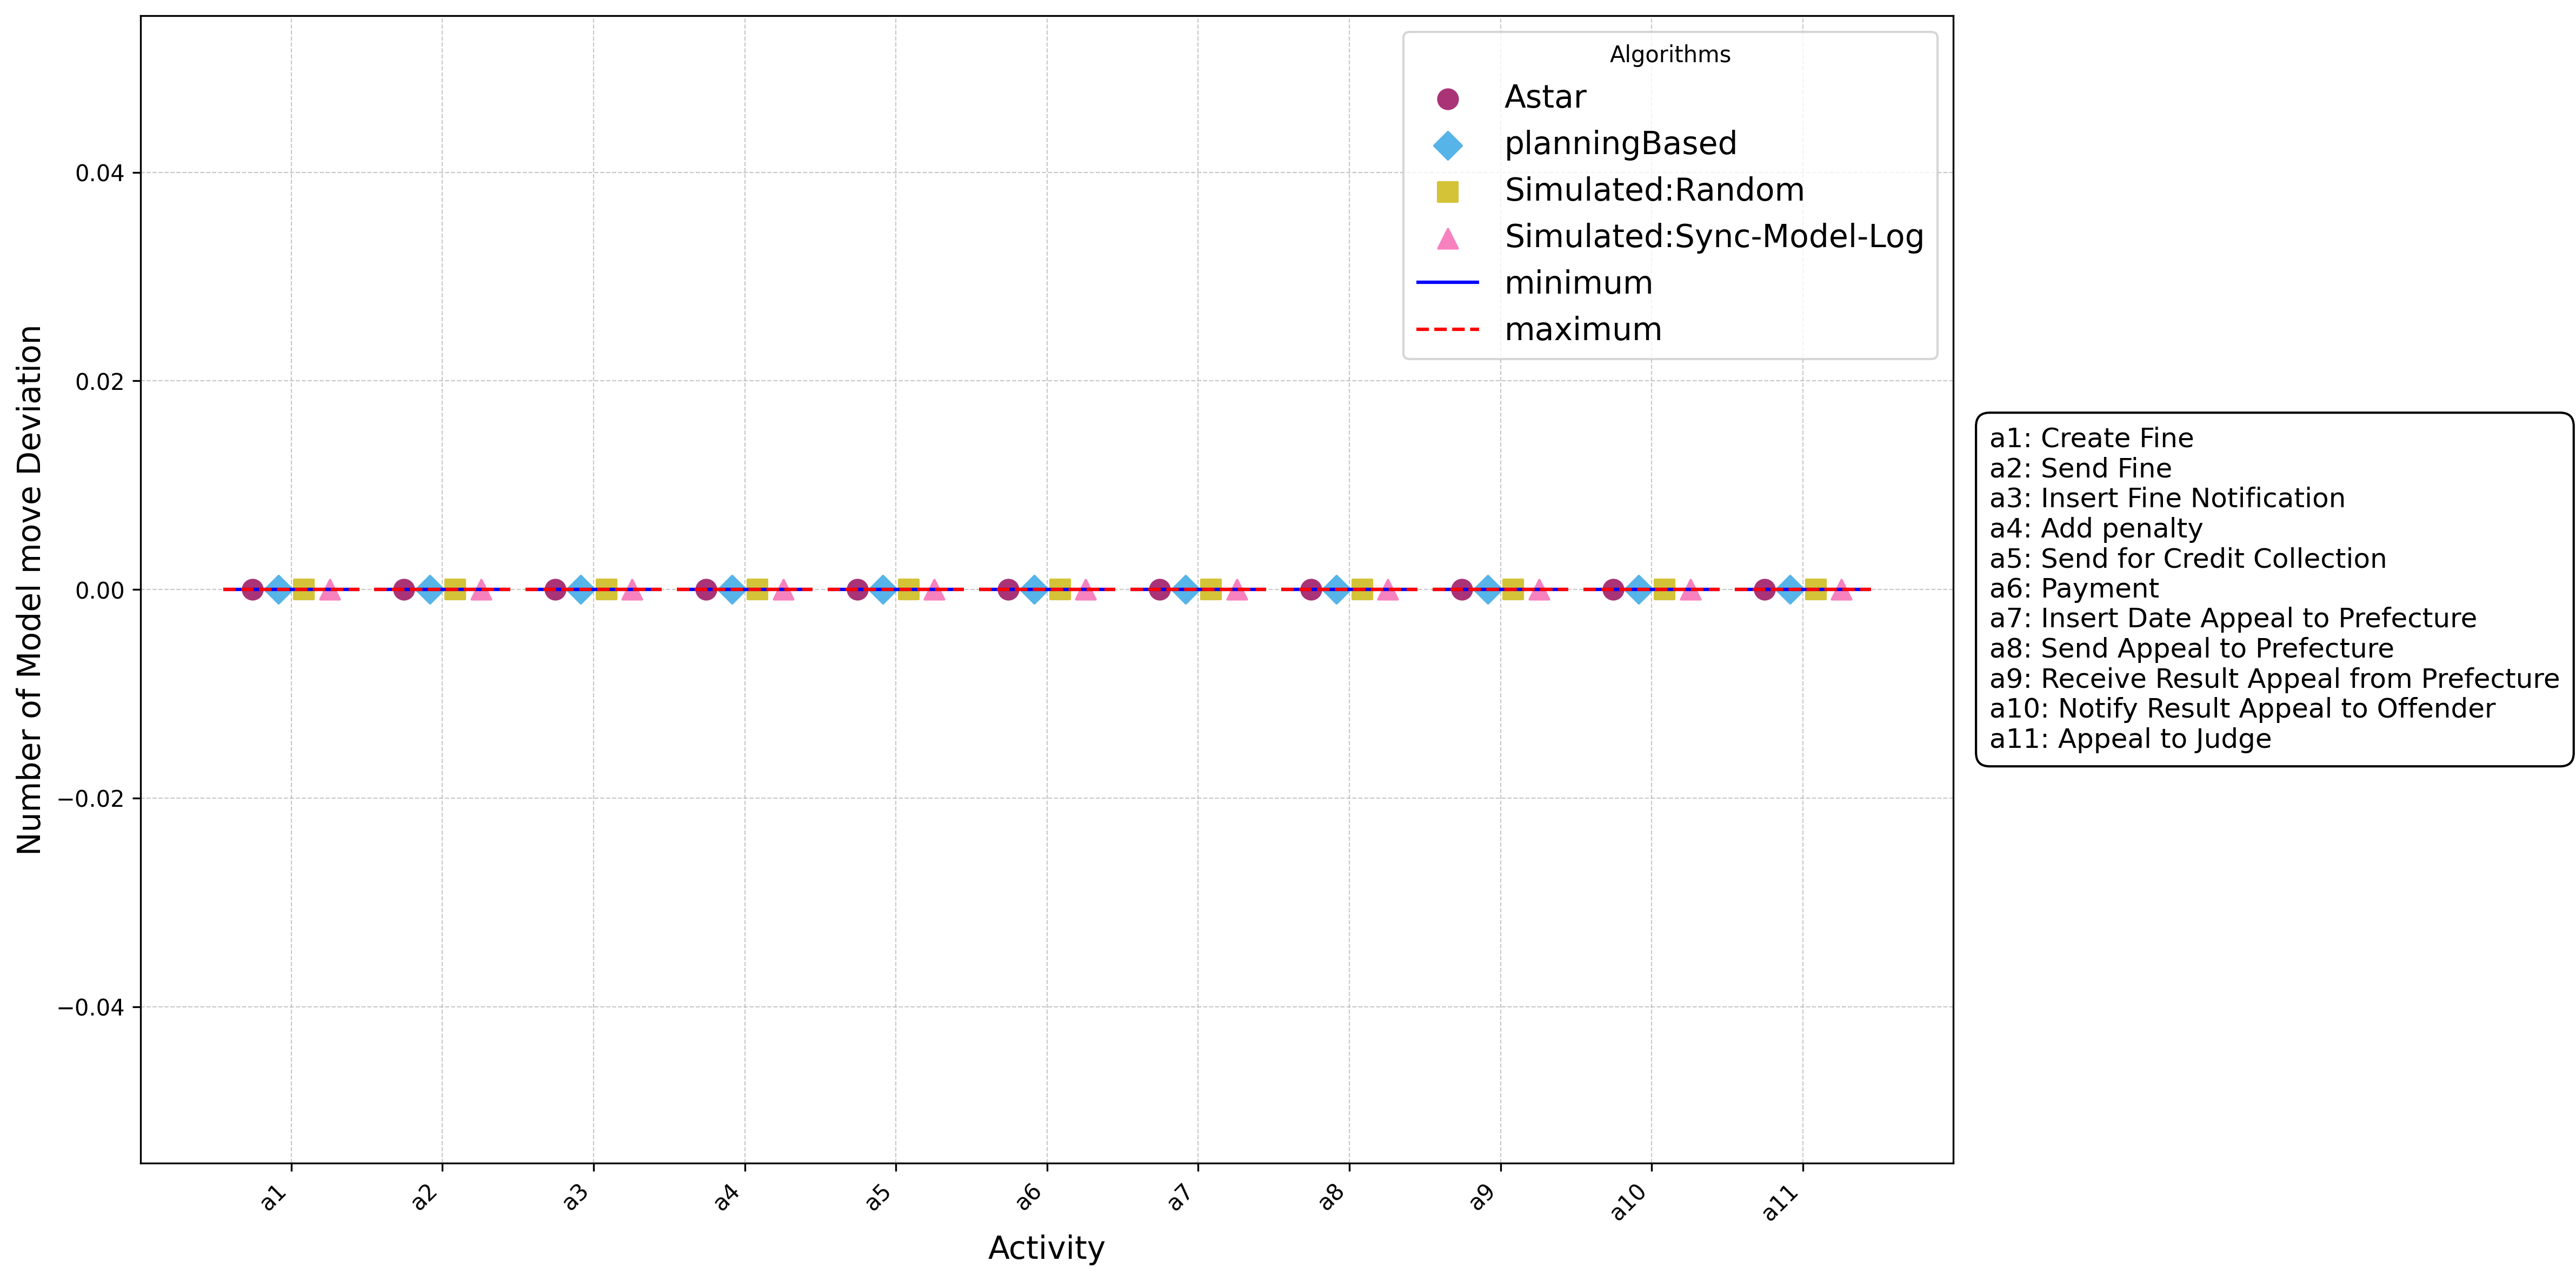 Algorithms
Astar
planningBased
Simulated:Random
Simulated:Sync-Model-Log
minimum
maximum
Number of Model move Deviation
0.04
0.02
0.00
−0.02
−0.04
a1
a2
a3
a4
a5
a6
a7
a8
a9
a10
a11
Activity
a1: Create Fine
a2: Send Fine
a3: Insert Fine Notification
a4: Add penalty
a5: Send for Credit Collection
a6: Payment
a7: Insert Date Appeal to Prefecture
a8: Send Appeal to Prefecture
a9: Receive Result Appeal from Prefecture
a10: Notify Result Appeal to Offender
a11: Appeal to Judge